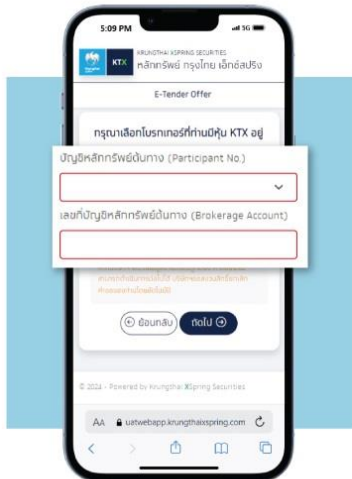 5:09 PM
5G
KTX
KRUNGTHAI XSPRING SECURITIES
หลักทรัพย์ กรุงไทย เอ็กซ์สปริง
E-Tender Offer
กรุณาเลือกโบรกเกอร์ที่ท่านมีหุ้น KTX อยู่
บัญชีหลักทรัพย์ต้นทาง (Participant No.)
เลขที่บัญชีหลักทรัพย์ต้นทาง (Brokerage Account)
ย้อนกลับ
ถัดไป
© 2024 - Powered by Krungthai XSpring Securities
AA uatwebapp.krungthaixspring.com